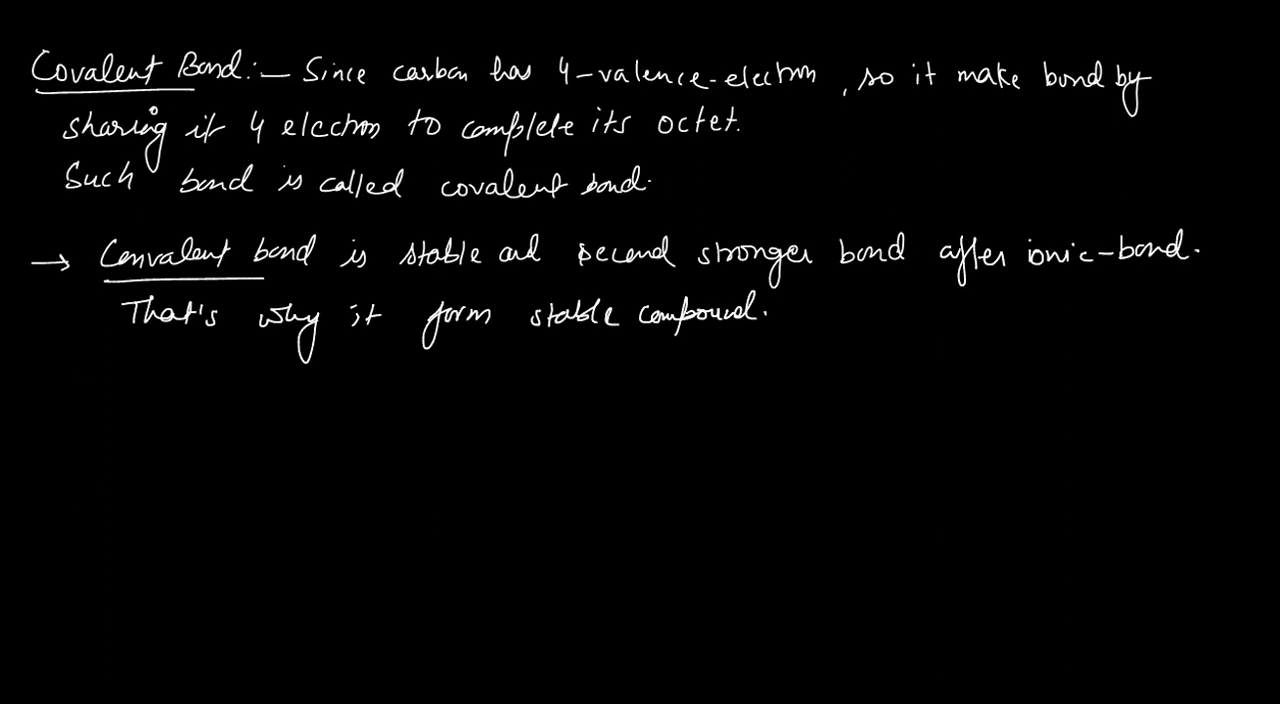 Covalent Bond:- Since carbon has 4-valence-electron, so it make bond by
sharing it 4 electron to complete its octet.
Such bond is called covalent bond.
→ Convalent bond is stable and second stronger bond after ionic-bond.
That's why it form stable compound.